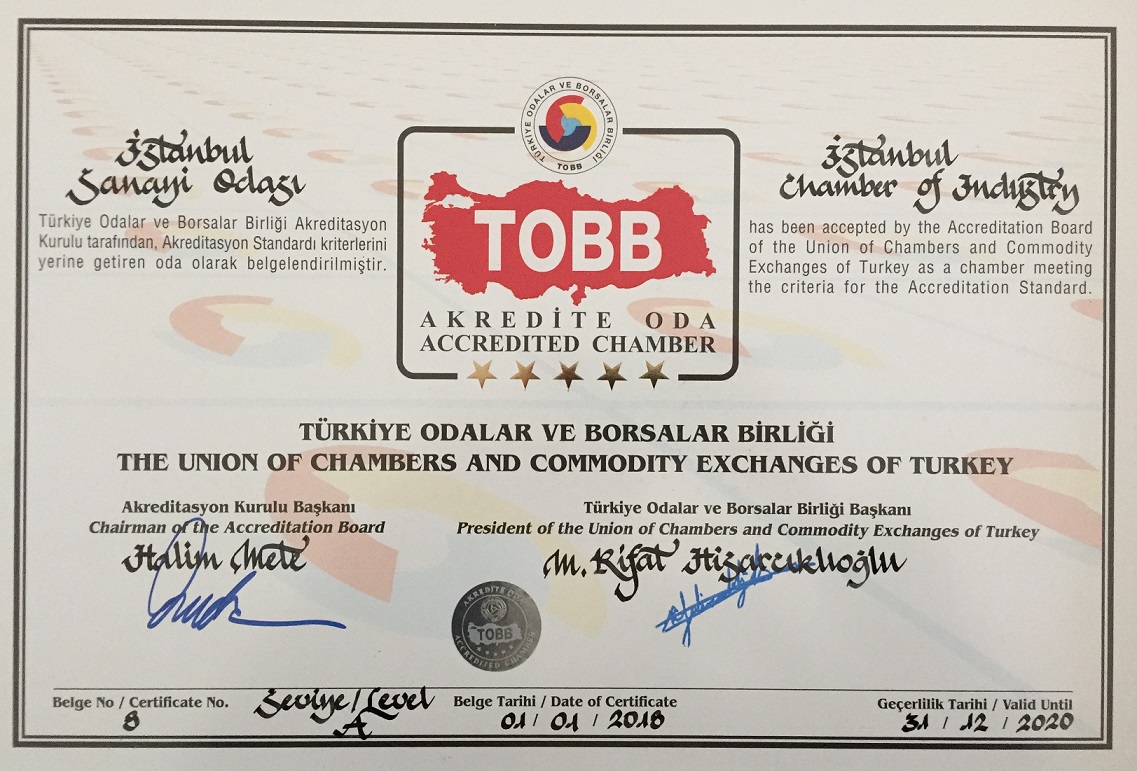 TÜRKİYE ODALAR VE BORSALAR BİRLİĞİ
TOBB
İstanbul
Sanayi Odası
Türkiye Odalar ve Borsalar Birliği Akreditasyon
Kurulu tarafından, Akreditasyon Standardı kriterlerini
yerine getiren oda olarak belgelendirilmiştir.
TOBB
AKREDİTE ODA
ACCREDITED CHAMBER
İstanbul
Chamber of Industry
has been accepted by the Accreditation Board
of the Union of Chambers and Commodity
Exchanges of Turkey as a chamber meeting
the criteria for the Accreditation Standard.
TÜRKİYE ODALAR VE BORSALAR BİRLİĞİ
THE UNION OF CHAMBERS AND COMMODITY EXCHANGES OF TURKEY
Akreditasyon Kurulu Başkanı
Chairman of the Accreditation Board
Halim Mete
Türkiye Odalar ve Borsalar Birliği Başkanı
President of the Union of Chambers and Commodity Exchanges of Turkey
M. Rifat Hisarcıklıoğlu
AKREDİTE ODA
TOBB
ACCREDITED CHAMBER
Belge No / Certificate No.
8
Seviye/Level
A
Belge Tarihi / Date of Certificate
01 / 01 / 2018
Geçerlilik Tarihi / Valid Until
31 / 12 / 2020